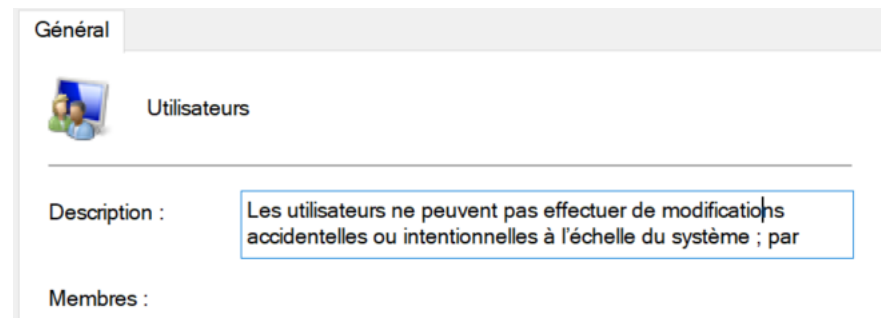 Général
Utilisateurs
Description :
Les utilisateurs ne peuvent pas effectuer de modifications
accidentelles ou intentionnelles à l'échelle du système ; par
Membres :